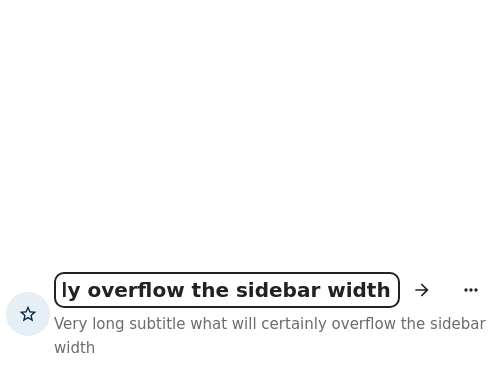 ly overflow the sidebar width
Very long subtitle what will certainly overflow the sidebar
width